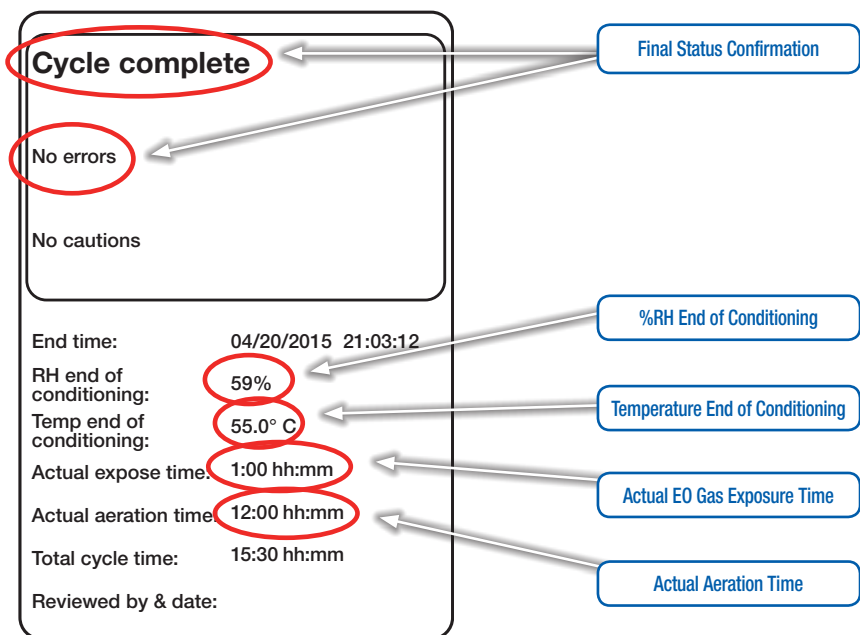 Cycle complete
Final Status Confirmation
No errors
No cautions
%RH End of Conditioning
End time: 04/20/2015 21:03:12
RH end of
conditioning: 59%
Temperature End of Conditioning
Temp end of
conditioning: 55.0° C
Actual expose time: 1:00 hh:mm
Actual EO Gas Exposure Time
Actual aeration time: 12:00 hh:mm
Total cycle time: 15:30 hh:mm
Actual Aeration Time
Reviewed by & date: